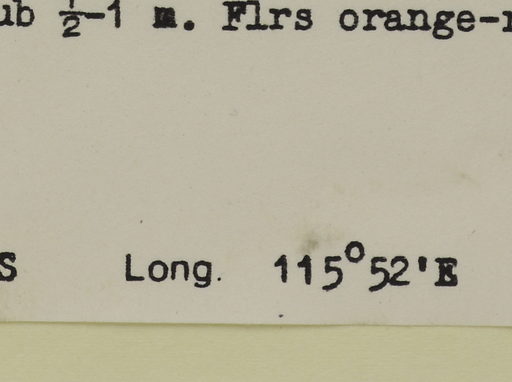 ub ½-1 m. Flrs orange-r
S Long. 115°52'E